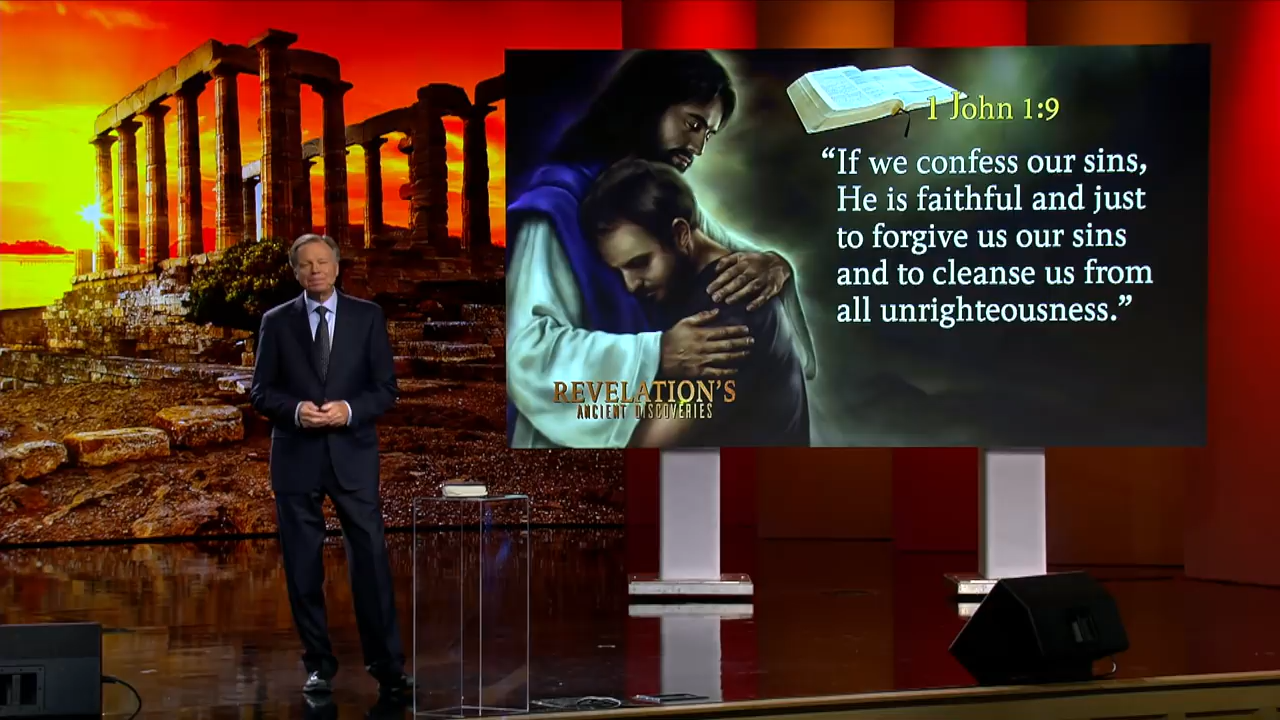 1 John 1:9
“If we confess our sins,
He is faithful and just
to forgive us our sins
and to cleanse us from
all unrighteousness.”
REVELATION'S
ANCIENT DISCOVERIES